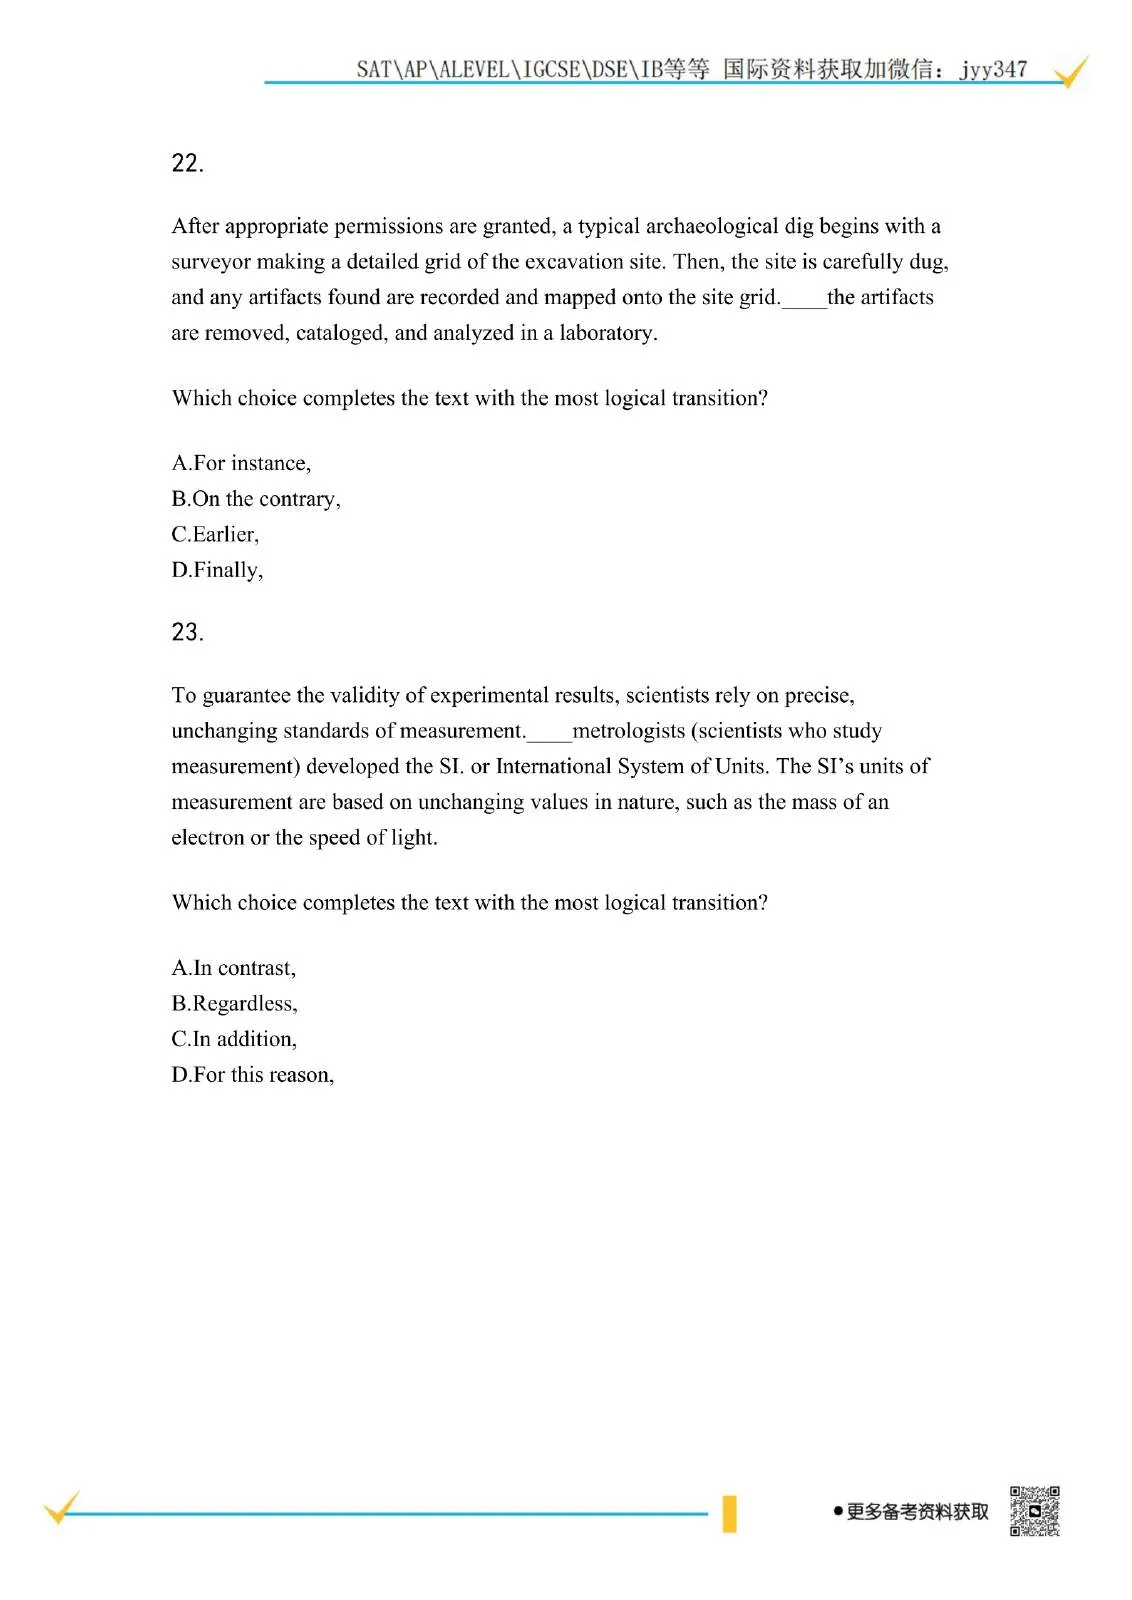 SAT\AP\ALEVEL\IGCSE\DSE\IB等等 国际资料获取加微信：jyy347
22.
After appropriate permissions are granted, a typical archaeological dig begins with a
surveyor making a detailed grid of the excavation site. Then, the site is carefully dug,
and any artifacts found are recorded and mapped onto the site grid.____the artifacts
are removed, cataloged, and analyzed in a laboratory.
Which choice completes the text with the most logical transition?
A.For instance,
B.On the contrary,
C.Earlier,
D.Finally,
23.
To guarantee the validity of experimental results, scientists rely on precise,
unchanging standards of measurement.____metrologists (scientists who study
measurement) developed the SI. or International System of Units. The SI’s units of
measurement are based on unchanging values in nature, such as the mass of an
electron or the speed of light.
Which choice completes the text with the most logical transition?
A.In contrast,
B.Regardless,
C.In addition,
D.For this reason,
●更多备考资料获取